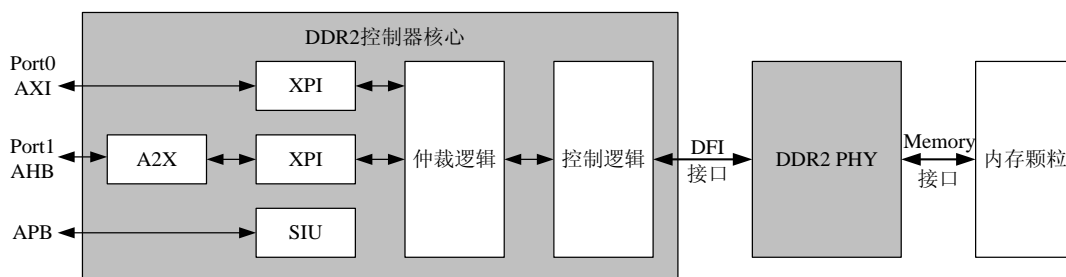 DDR2控制器核心
Port0
AXI
XPI
Port1
AHB
A2X
XPI
仲裁逻辑
控制逻辑
DFI
接口
DDR2 PHY
Memory
接口
内存颗粒
APB
SIU